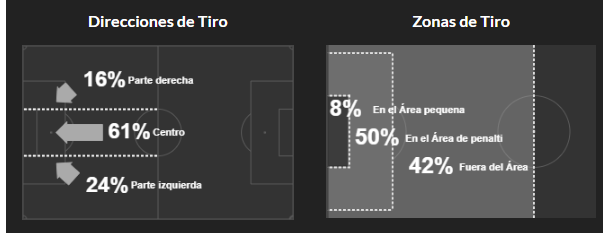 Direcciones de Tiro
16% Parte derecha
61% Centro
24% Parte izquierda
Zonas de Tiro
8% En el Área pequena
50% En el Área de penalti
42% Fuera del Área